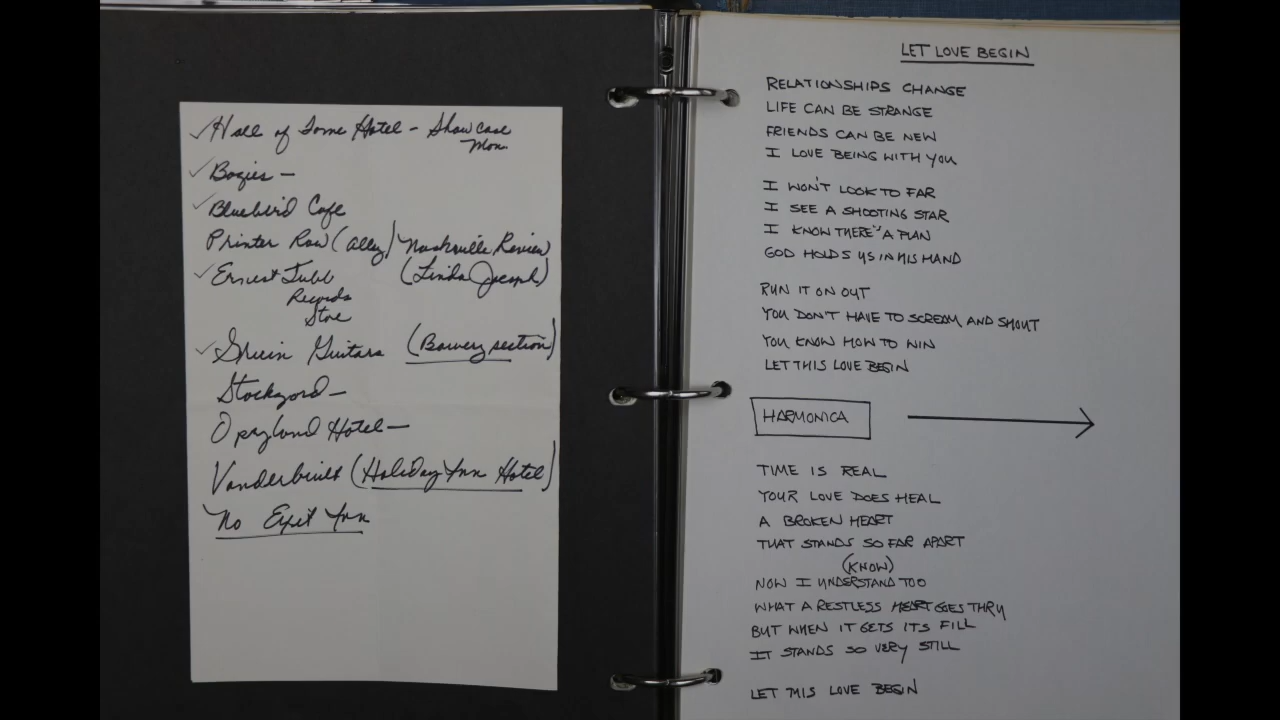 ✓ Hall of Fame Hotel - Showcase
Mon.
✓ Bogies -
✓ Bluebird Cafe
Printer Row (Alley) Nashville Review
✓ Ernest Tubb (Linda Joseph)
Records
Store
✓ Guitars (Bowery section)
Stockyard -
Opryland Hotel -
Vanderbuilt (Holiday Inn Hotel)
No Exit Inn
LET LOVE BEGIN
RELATIONSHIPS CHANGE
LIFE CAN BE STRANGE
FRIENDS CAN BE NEW
I LOVE BEING WITH YOU
I WON'T LOOK TO FAR
I SEE A SHOOTING STAR
I KNOW THERE'S A PLAN
GOD HOLDS US IN HIS HAND
RUN IT ON OUT
YOU DON'T HAVE TO SCREAM AND SHOUT
YOU KNOW HOW TO WIN
LET THIS LOVE BEGIN
HARMONICA
TIME IS REAL
YOUR LOVE DOES HEAL
A BROKEN HEART
THAT STANDS SO FAR APART
(KNOW)
NOW I UNDERSTAND TOO
WHAT A RESTLESS HEART GOES THRU
BUT WHEN IT GETS ITS FILL
IT STANDS SO VERY STILL
LET THIS LOVE BEGIN